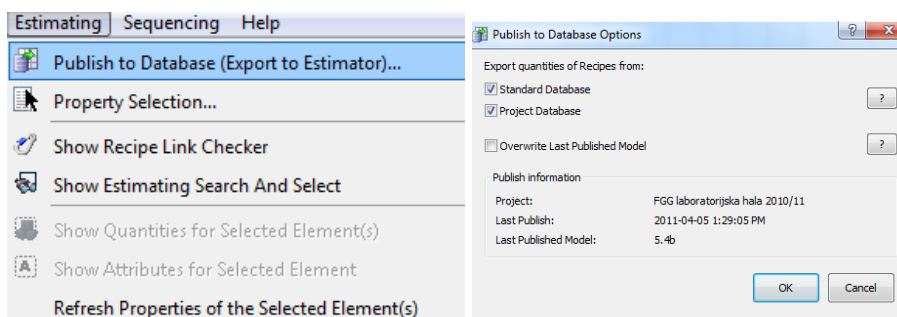 Estimating Sequencing Help
Publish to Database (Export to Estimator)...
Property Selection...
Show Recipe Link Checker
Show Estimating Search And Select
Show Quantities for Selected Element(s)
Show Attributes for Selected Element
Refresh Properties of the Selected Element(s)
Publish to Database Options
Export quantities of Recipes from:
Standard Database
?
Project Database
Overwrite Last Published Model
?
Publish information
Project: FGG laboratorijska hala 2010/11
Last Publish: 2011-04-05 1:29:05 PM
Last Published Model: 5.4b
OK Cancel